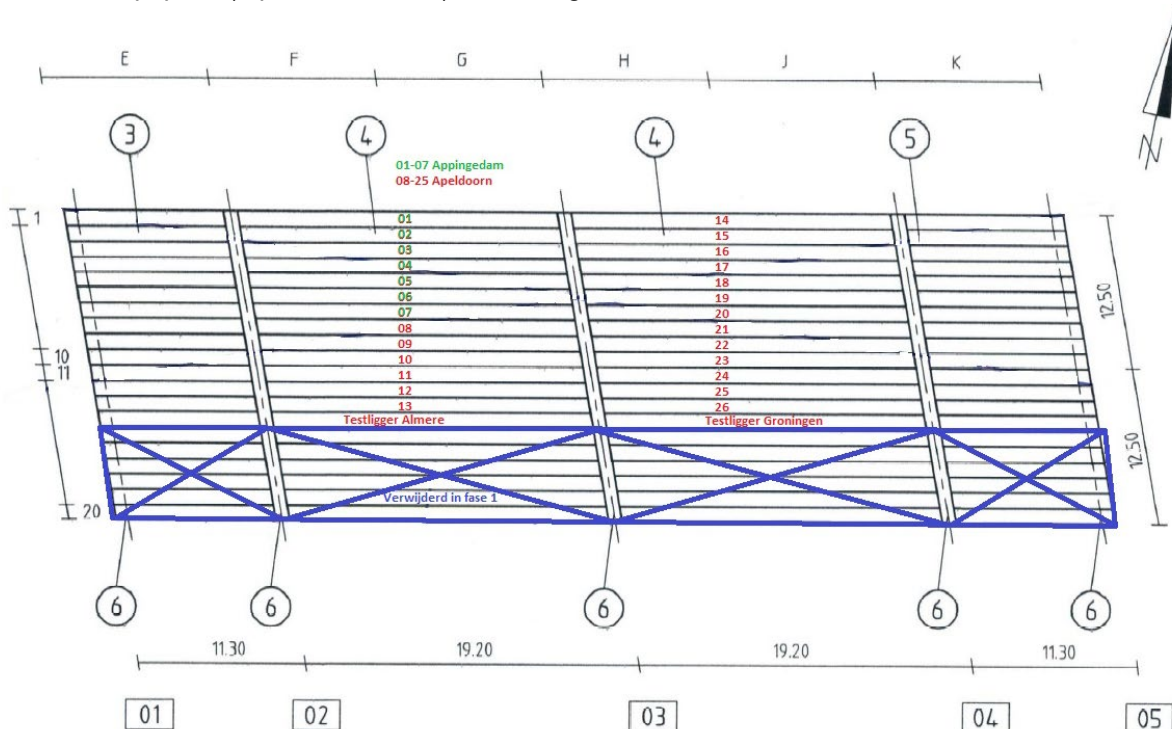 E F G H J K
3 4 4 5
N
01-07 Appingedam
08-25 Apeldoorn
1
01 14
02 15
03 16
04 17
05 18
06 19
07 20
08 21
09 22
10 23
11 24
12 25
13 26
10
11
12.50
Testligger Almere Testligger Groningen
12.50
Verwijderd in fase 1
20
6 6 6 6 6
11.30 19.20 19.20 11.30
01 02 03 04 05